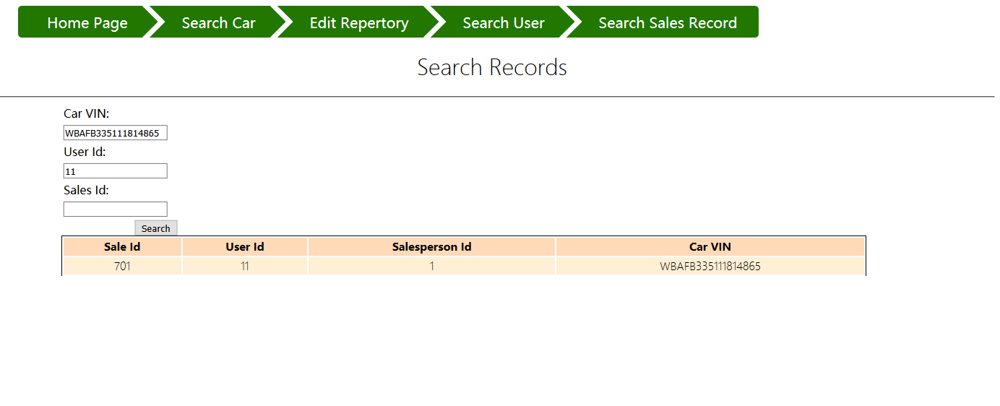 Home Page Search Car Edit Repertory Search User Search Sales Record
Search Records
Car VIN:
WBAFB335111814865
User Id:
11
Sales Id:
Search
Sale Id User Id Salesperson Id Car VIN
701 11 1 WBAFB335111814865